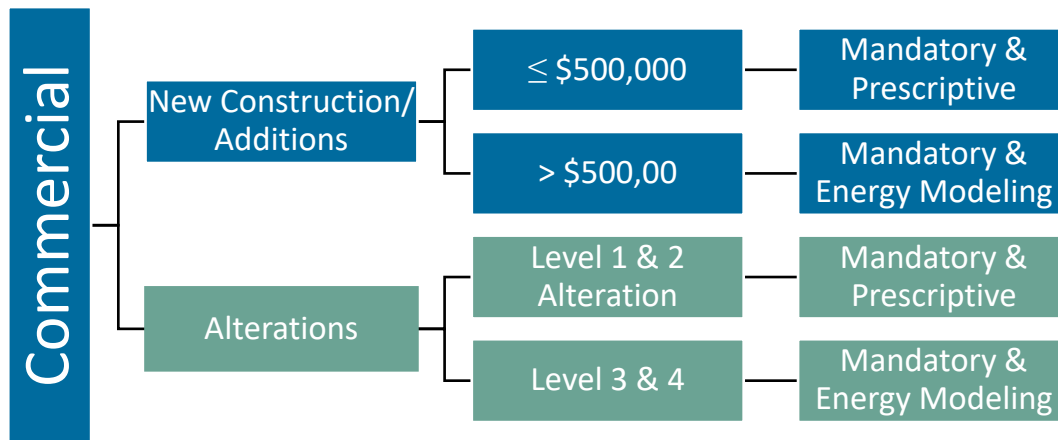 Commercial
New Construction/
Additions
≤ $500,000
Mandatory &
Prescriptive
> $500,00
Mandatory &
Energy Modeling
Alterations
Level 1 & 2
Alteration
Mandatory &
Prescriptive
Level 3 & 4
Mandatory &
Energy Modeling